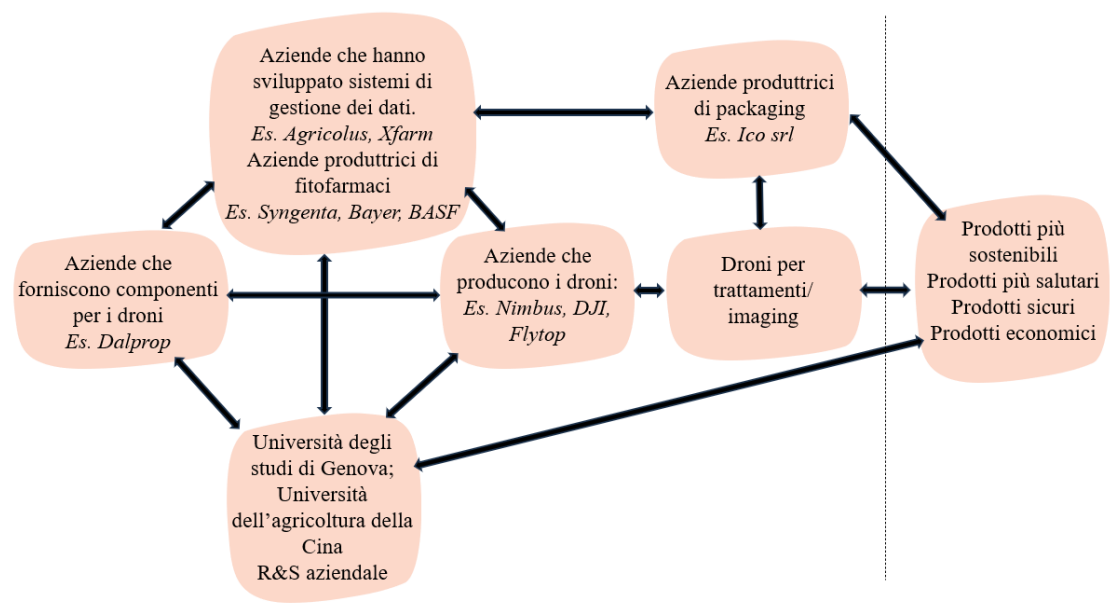 Aziende che hanno
sviluppato sistemi di
gestione dei dati.
Es. Agricolus, Xfarm
Aziende produttrici di
fitofarmaci
Es. Syngenta, Bayer, BASF
Aziende produttrici
di packaging
Es. Ico srl
Aziende che
forniscono componenti
per i droni
Es. Dalprop
Aziende che
producono i droni:
Es. Nimbus, DJI,
Flytop
Droni per
trattamenti/
imaging
Prodotti più
sostenibili
Prodotti più salutari
Prodotti sicuri
Prodotti economici
Università degli
studi di Genova;
Università
dell’agricoltura della
Cina
R&S aziendale